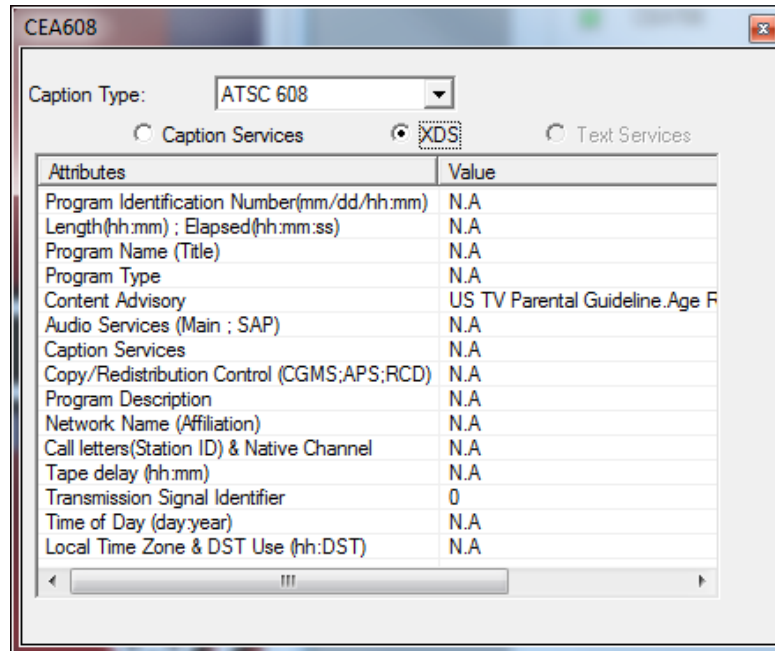 CEA608
Caption Type: ATSC 608
Caption Services XDS Text Services
Attributes Value
Program Identification Number(mm/dd/hh:mm) N.A
Length(hh:mm) ; Elapsed(hh:mm:ss) N.A
Program Name (Title) N.A
Program Type N.A
Content Advisory US TV Parental Guideline.Age R
Audio Services (Main ; SAP) N.A
Caption Services N.A
Copy/Redistribution Control (CGMS;APS;RCD) N.A
Program Description N.A
Network Name (Affiliation) N.A
Call letters(Station ID) & Native Channel N.A
Tape delay (hh:mm) N.A
Transmission Signal Identifier 0
Time of Day (day:year) N.A
Local Time Zone & DST Use (hh:DST) N.A